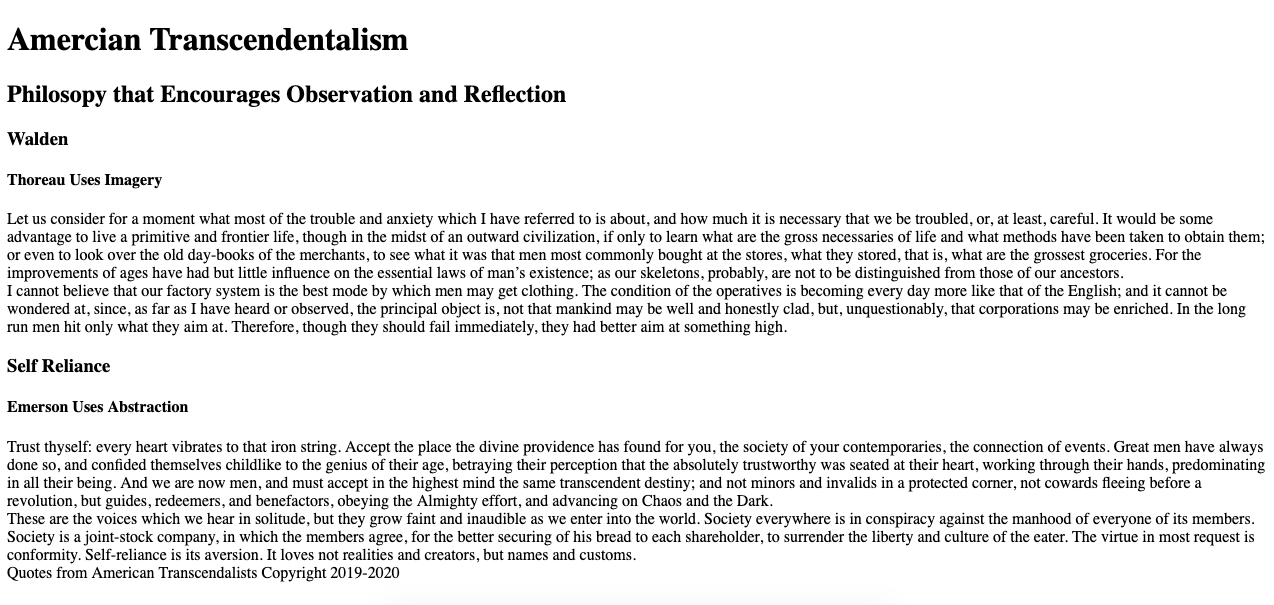 Amercian Transcendentalism
Philosopy that Encourages Observation and Reflection
Walden
Thoreau Uses Imagery
Let us consider for a moment what most of the trouble and anxiety which I have referred to is about, and how much it is necessary that we be troubled, or, at least, careful. It would be some
advantage to live a primitive and frontier life, though in the midst of an outward civilization, if only to learn what are the gross necessaries of life and what methods have been taken to obtain them;
or even to look over the old day-books of the merchants, to see what it was that men most commonly bought at the stores, what they stored, that is, what are the grossest groceries. For the
improvements of ages have had but little influence on the essential laws of man’s existence; as our skeletons, probably, are not to be distinguished from those of our ancestors.
I cannot believe that our factory system is the best mode by which men may get clothing. The condition of the operatives is becoming every day more like that of the English; and it cannot be
wondered at, since, as far as I have heard or observed, the principal object is, not that mankind may be well and honestly clad, but, unquestionably, that corporations may be enriched. In the long
run men hit only what they aim at. Therefore, though they should fail immediately, they had better aim at something high.
Self Reliance
Emerson Uses Abstraction
Trust thyself: every heart vibrates to that iron string. Accept the place the divine providence has found for you, the society of your contemporaries, the connection of events. Great men have always
done so, and confided themselves childlike to the genius of their age, betraying their perception that the absolutely trustworthy was seated at their heart, working through their hands, predominating
in all their being. And we are now men, and must accept in the highest mind the same transcendent destiny; and not minors and invalids in a protected corner, not cowards fleeing before a
revolution, but guides, redeemers, and benefactors, obeying the Almighty effort, and advancing on Chaos and the Dark.
These are the voices which we hear in solitude, but they grow faint and inaudible as we enter into the world. Society everywhere is in conspiracy against the manhood of everyone of its members.
Society is a joint-stock company, in which the members agree, for the better securing of his bread to each shareholder, to surrender the liberty and culture of the eater. The virtue in most request is
conformity. Self-reliance is its aversion. It loves not realities and creators, but names and customs.
Quotes from American Transcendalists Copyright 2019-2020